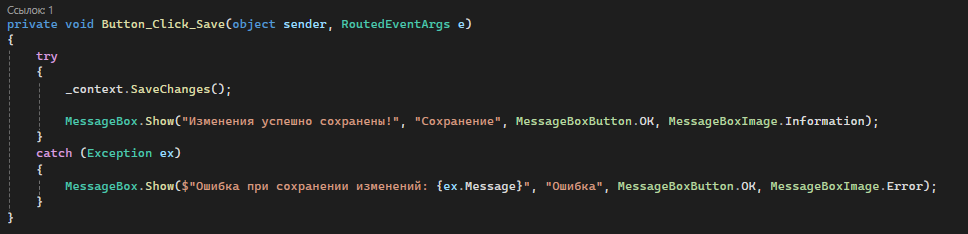 Ссылок: 1
private void Button_Click_Save(object sender, RoutedEventArgs e)
{
try
{
_context.SaveChanges();
MessageBox.Show("Изменения успешно сохранены!", "Сохранение", MessageBoxButton.OK, MessageBoxImage.Information);
}
catch (Exception ex)
{
MessageBox.Show($"Ошибка при сохранении изменений: {ex.Message}", "Ошибка", MessageBoxButton.OK, MessageBoxImage.Error);
}
}